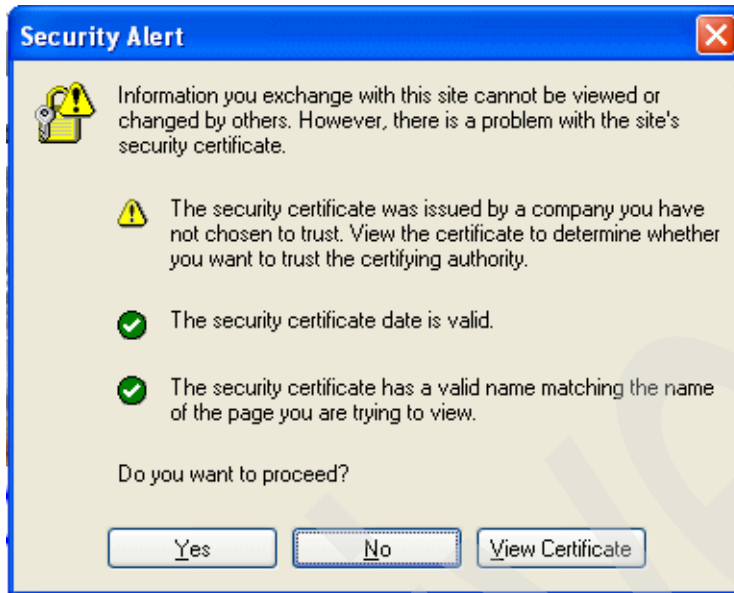 Security Alert
Information you exchange with this site cannot be viewed or
changed by others. However, there is a problem with the site's
security certificate.
The security certificate was issued by a company you have
not chosen to trust. View the certificate to determine whether
you want to trust the certifying authority.
The security certificate date is valid.
The security certificate has a valid name matching the name
of the page you are trying to view.
Do you want to proceed?
Yes No View Certificate